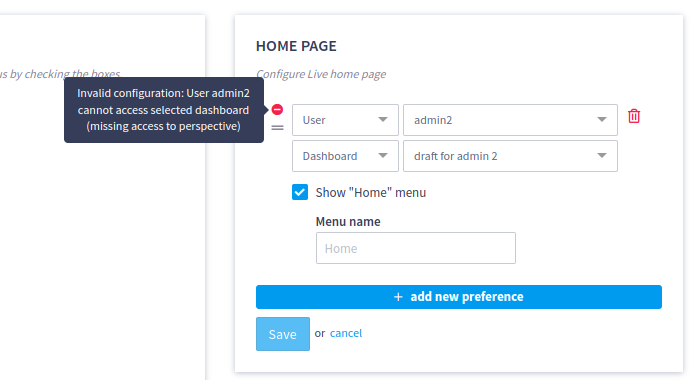 HOME PAGE
us by checking the boxes.
Configure Live home page
Invalid configuration: User admin2
cannot access selected dashboard
(missing access to perspective)
User
admin2
Dashboard
draft for admin 2
Show "Home" menu
Menu name
Home
+ add new preference
Save or cancel